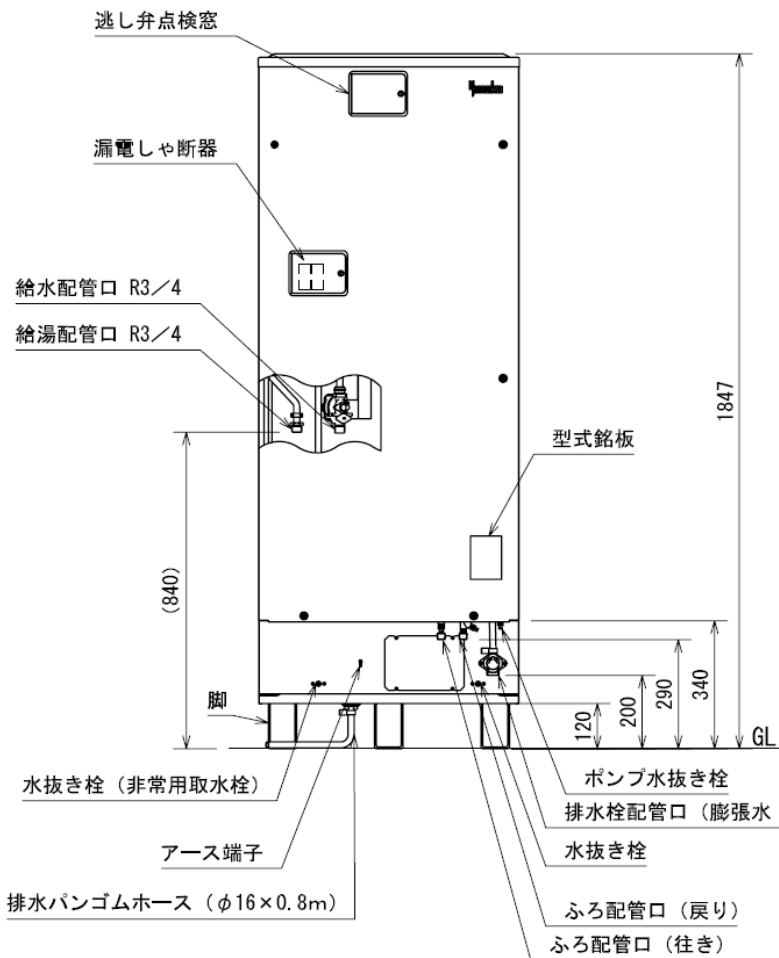 逃し弁点検窓
漏電しゃ断器
給水配管口 R3／4
給湯配管口 R3／4
1847
型式銘板
(840)
脚
120
200
290
340
GL
水抜き栓（非常用取水栓）
ポンプ水抜き栓
排水栓配管口（膨張水
アース端子
水抜き栓
排水パンゴムホース（φ16×0.8m）
ふろ配管口（戻り）
ふろ配管口（往き）